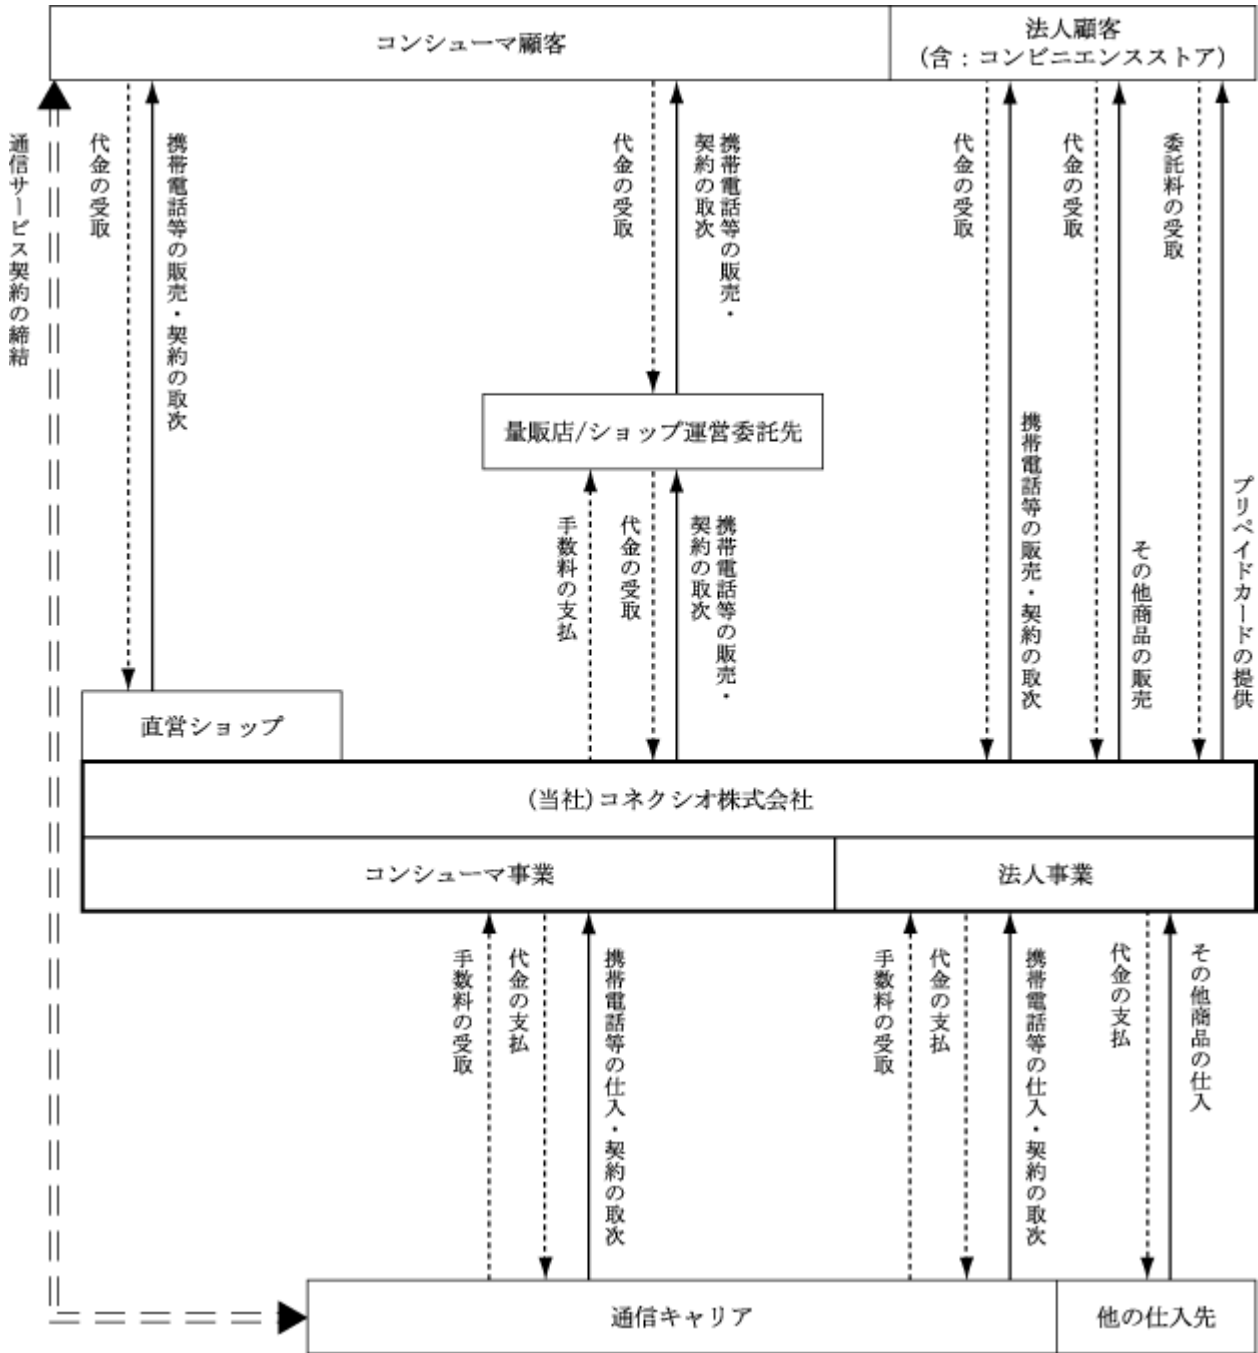 コンシューマ顧客
法人顧客
(含：コンビニエンスストア)
通信サービス契約の締結
代金の受取
携帯電話等の販売・契約の取次
代金の受取
携帯電話等の販売・
契約の取次
代金の受取
携帯電話等の販売・契約の取次
代金の受取
その他商品の販売
委託料の受取
プリペイドカードの提供
量販店/ショップ運営委託先
手数料の支払
代金の受取
携帯電話等の販売・
契約の取次
直営ショップ
(当社)コネクシオ株式会社
コンシューマ事業
法人事業
手数料の受取
代金の支払
携帯電話等の仕入・契約の取次
手数料の受取
代金の支払
携帯電話等の仕入・契約の取次
代金の支払
その他商品の仕入
通信キャリア
他の仕入先